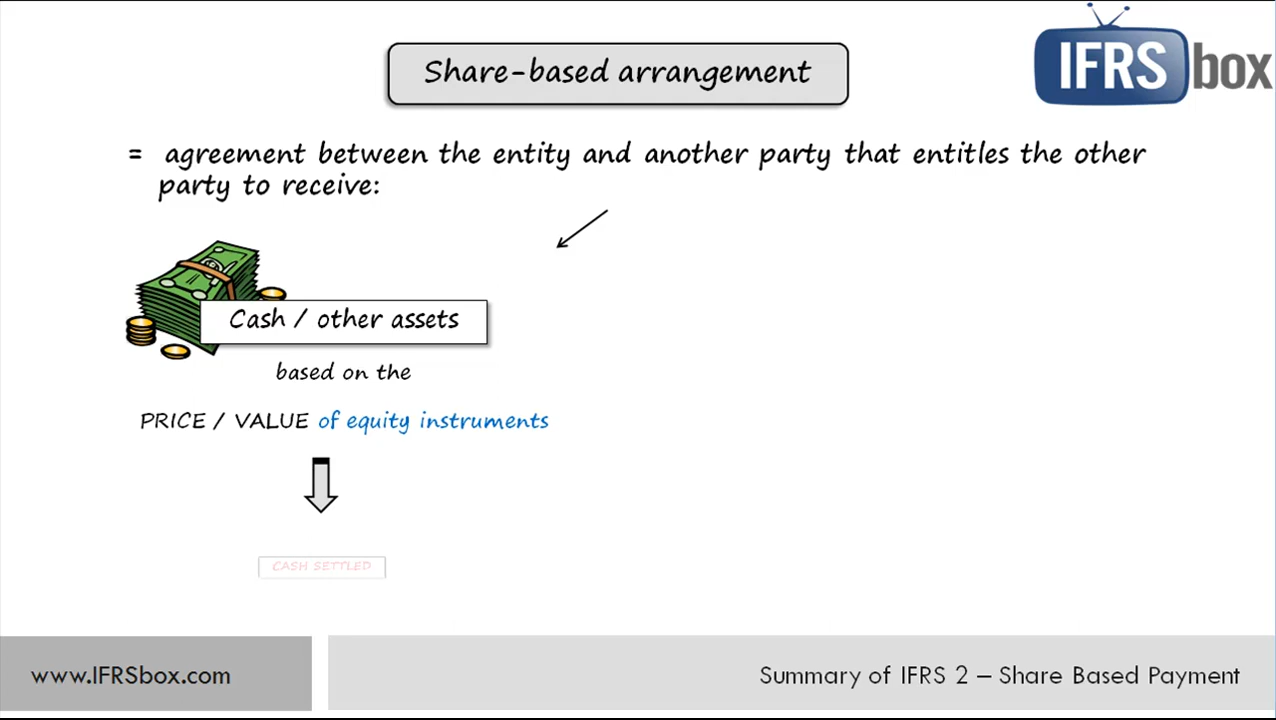 IFRS box
Share-based arrangement
= agreement between the entity and another party that entitles the other
party to receive:
Cash / other assets
based on the
PRICE / VALUE of equity instruments
CASH SETTLED
www.IFRSbox.com
Summary of IFRS 2 – Share Based Payment